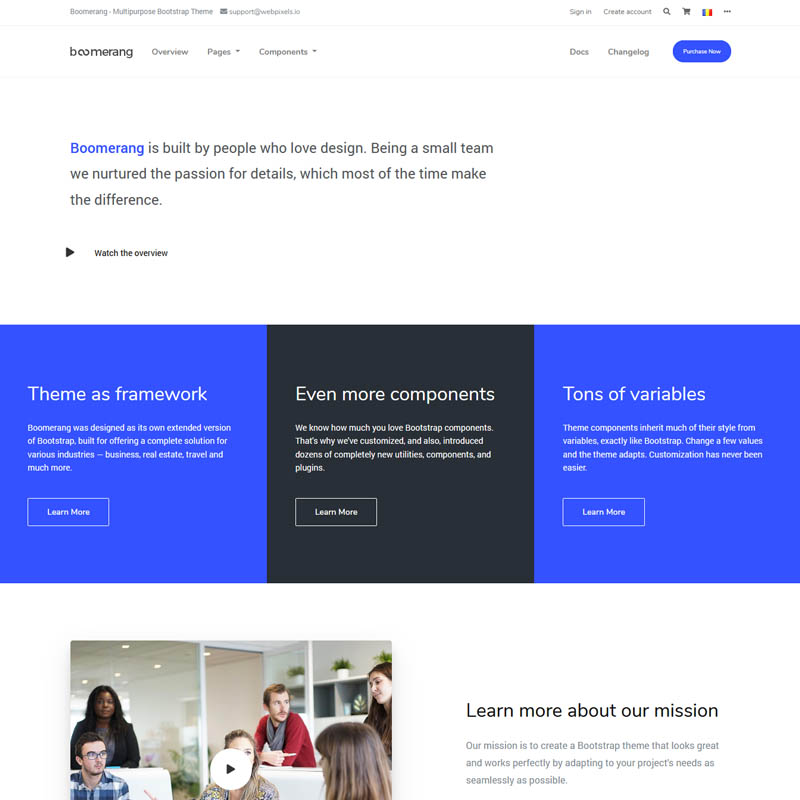 Boomerang - Multipurpose Bootstrap Theme support@webpixels.io Sign in Create account
boomerang Overview Pages Components Docs Changelog Purchase Now
Boomerang is built by people who love design. Being a small team
we nurtured the passion for details, which most of the time make
the difference.
Watch the overview
Theme as framework
Boomerang was designed as its own extended version
of Bootstrap, built for offering a complete solution for
various industries — business, real estate, travel and
much more.
Learn More
Even more components
We know how much you love Bootstrap components.
That's why we've customized, and also, introduced
dozens of completely new utilities, components, and
plugins.
Learn More
Tons of variables
Theme components inherit much of their style from
variables, exactly like Bootstrap. Change a few values
and the theme adapts. Customization has never been
easier.
Learn More
Learn more about our mission
Our mission is to create a Bootstrap theme that looks great
and works perfectly by adapting to your project's needs as
seamlessly as possible.